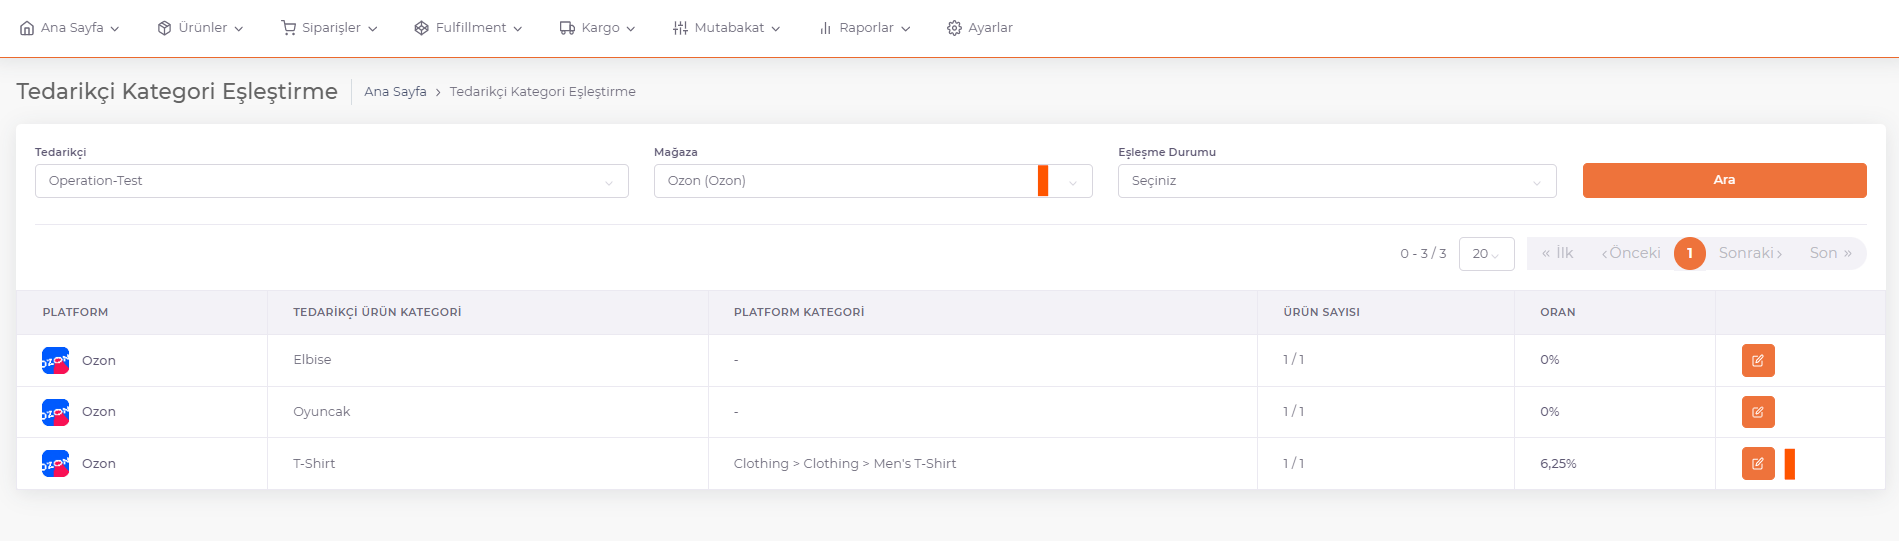 Ana Sayfa Ürünler Siparişler Fulfillment Kargo Mutabakat Raporlar Ayarlar
Tedarikçi Kategori Eşleştirme Ana Sayfa › Tedarikçi Kategori Eşleştirme
Tedarikçi Mağaza Eşleşme Durumu
Operation-Test Ozon (Ozon) Seçiniz Ara
0 - 3 / 3 20 « İlk ‹ Önceki 1 Sonraki › Son »
PLATFORM TEDARİKÇİ ÜRÜN KATEGORİ PLATFORM KATEGORİ ÜRÜN SAYISI ORAN
OZON Ozon Elbise - 1 / 1 0%
OZON Ozon Oyuncak - 1 / 1 0%
OZON Ozon T-Shirt Clothing > Clothing > Men's T-Shirt 1 / 1 6,25%